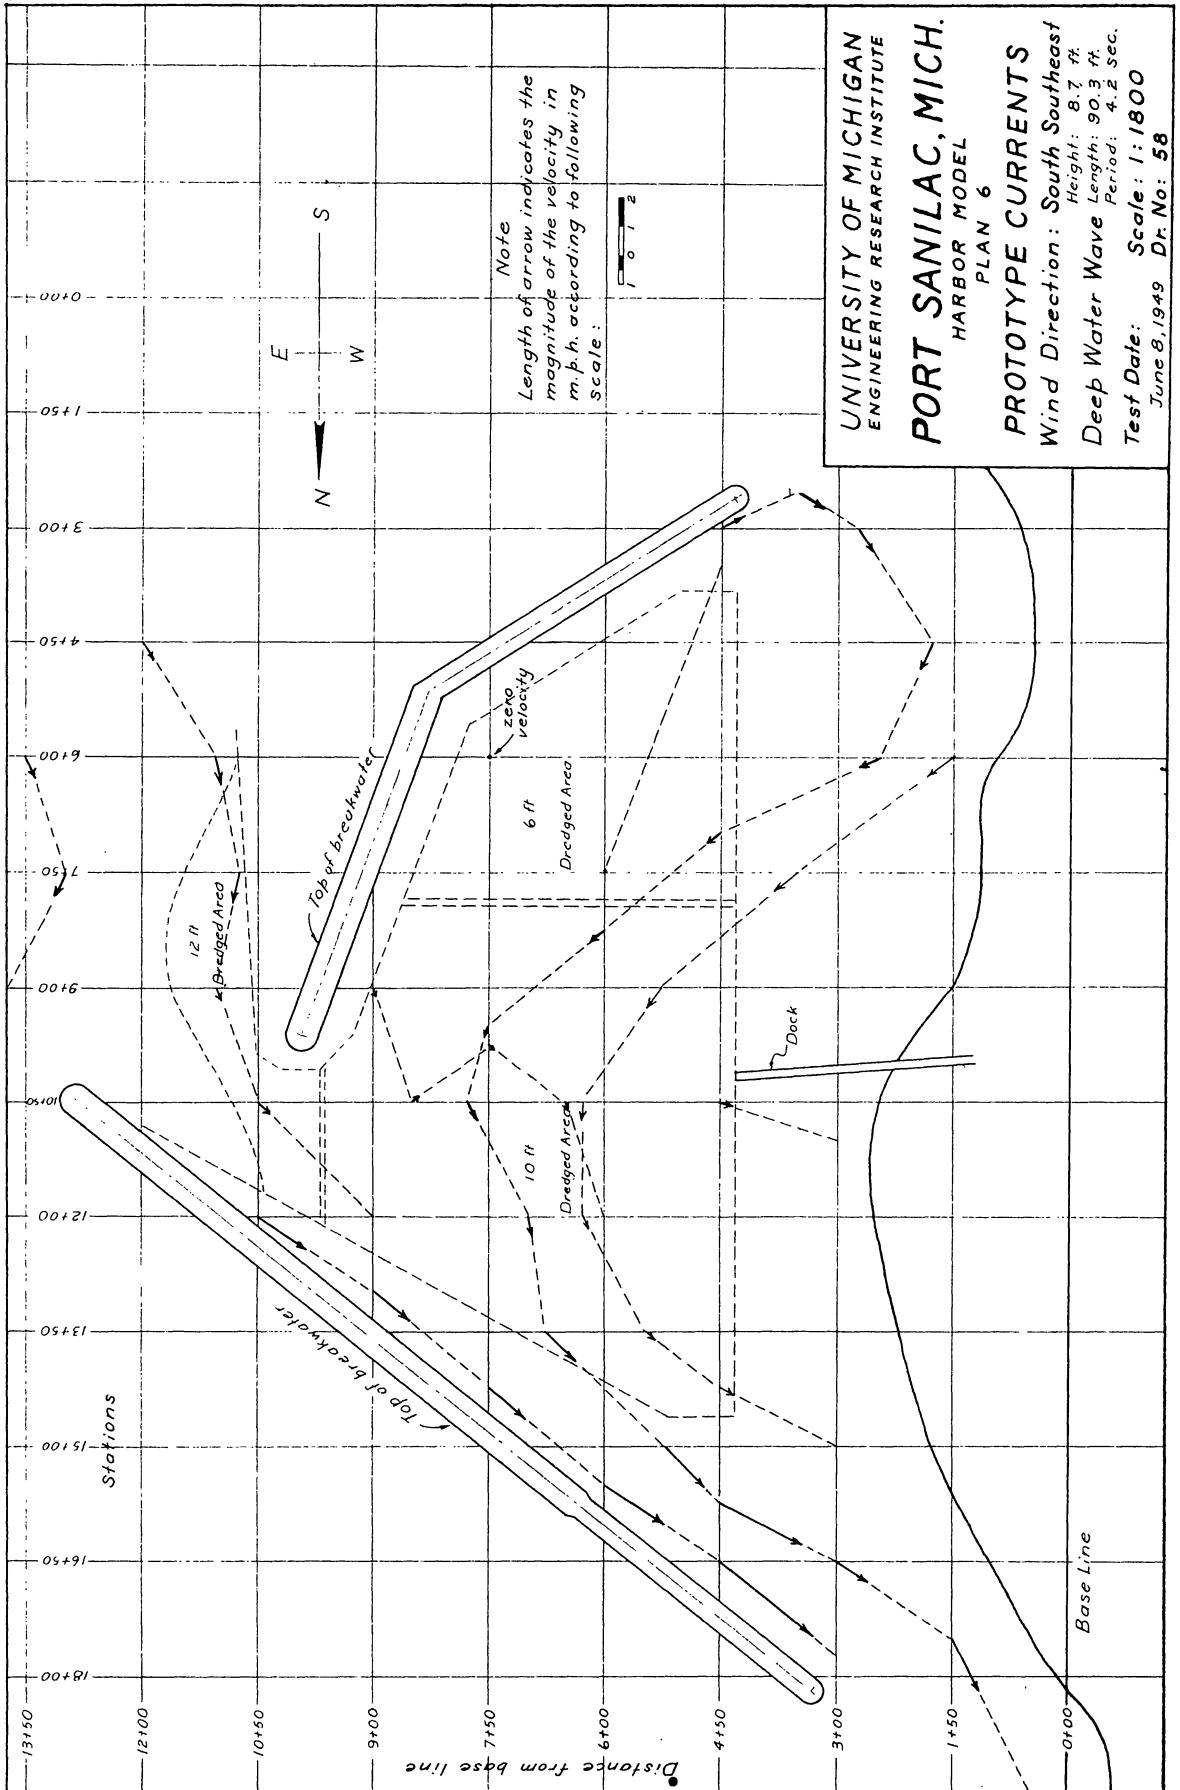 UNIVERSITY OF MICHIGAN
ENGINEERING RESEARCH INSTITUTE
PORT SANILAC, MICH.
HARBOR MODEL
PLAN 6
PROTOTYPE CURRENTS
Wind Direction: South Southeast
Height: 8.7 ft.
Deep Water Wave Length: 90.3 ft.
Period: 4.2 sec.
Test Date: Scale: 1:1800
June 8, 1949 Dr. No: 58
Note
Length of arrow indicates the
magnitude of the velocity in
m.p.h. according to following
scale:
1 0 1 2
N
S
E
W
Stations
18+00
16+50
15+00
13+50
12+00
10+50
9+00
7+50
6+00
4+50
3+00
1+50
0+00
Distance from base line
13+50
12+00
10+50
9+00
7+50
6+00
4+50
3+00
1+50
0+00
Top of breakwater
Top of breakwater
12 ft
Dredged Area
zero
velocity
6 ft
Dredged Area
10 ft
Dredged Area
Dock
Base Line